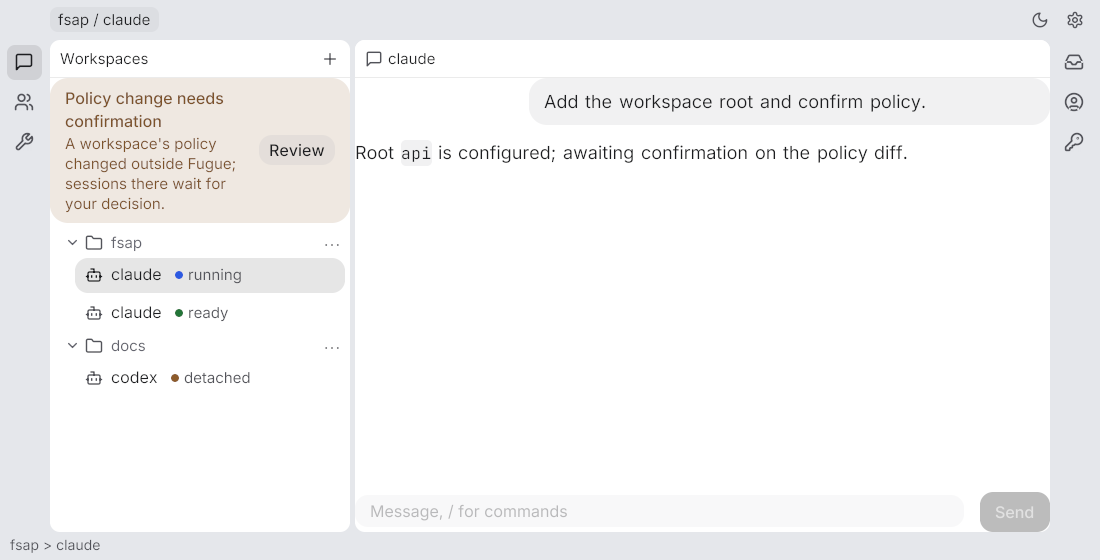 fsap / claude
Workspaces
claude
Policy change needs
confirmation
A workspace's policy
changed outside Fugue;
sessions there wait for
your decision.
Review
Add the workspace root and confirm policy.
Root api is configured; awaiting confirmation on the policy diff.
fsap ...
claude running
claude ready
docs ...
codex detached
Message, / for commands
Send
fsap > claude